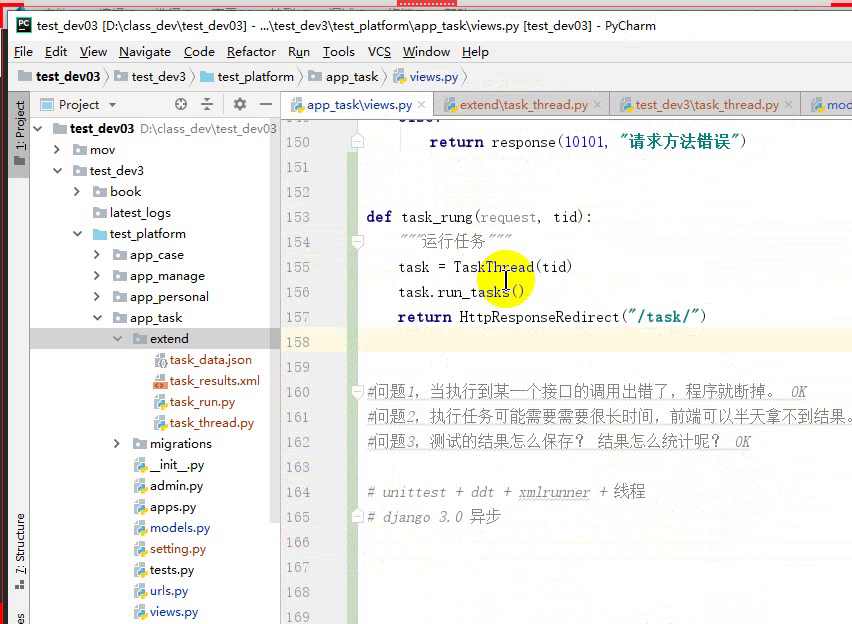 test_dev03 [D:\class_dev\test_dev03] - ...\test_dev3\test_platform\app_task\views.py [test_dev03] - PyCharm
File Edit View Navigate Code Refactor Run Tools VCS Window Help
test_dev03 test_dev3 test_platform app_task views.py
1: Project
Project
app_task\views.py extend\task_thread.py test_dev3\task_thread.py mod
test_dev03 D:\class_dev\test_dev03
mov
test_dev3
book
latest_logs
test_platform
app_case
app_manage
app_personal
app_task
extend
task_data.json
task_results.xml
task_run.py
task_thread.py
migrations
__init__.py
admin.py
apps.py
models.py
setting.py
tests.py
urls.py
views.py
7: Structure
150 return response(10101, "请求方法错误")
151
152
153 def task_rung(request, tid):
154 """运行任务"""
155 task = TaskThread(tid)
156 task.run_tasks()
157 return HttpResponseRedirect("/task/")
158
159
160 #问题1，当执行到某一个接口的调用出错了，程序就断掉。 OK
161 #问题2，执行任务可能需要需要很长时间，前端可以半天拿不到结果。
162 #问题3，测试的结果怎么保存？ 结果怎么统计呢？ OK
163
164 # unittest + ddt + xmlrunner + 线程
165 # django 3.0 异步
166
167
168
169